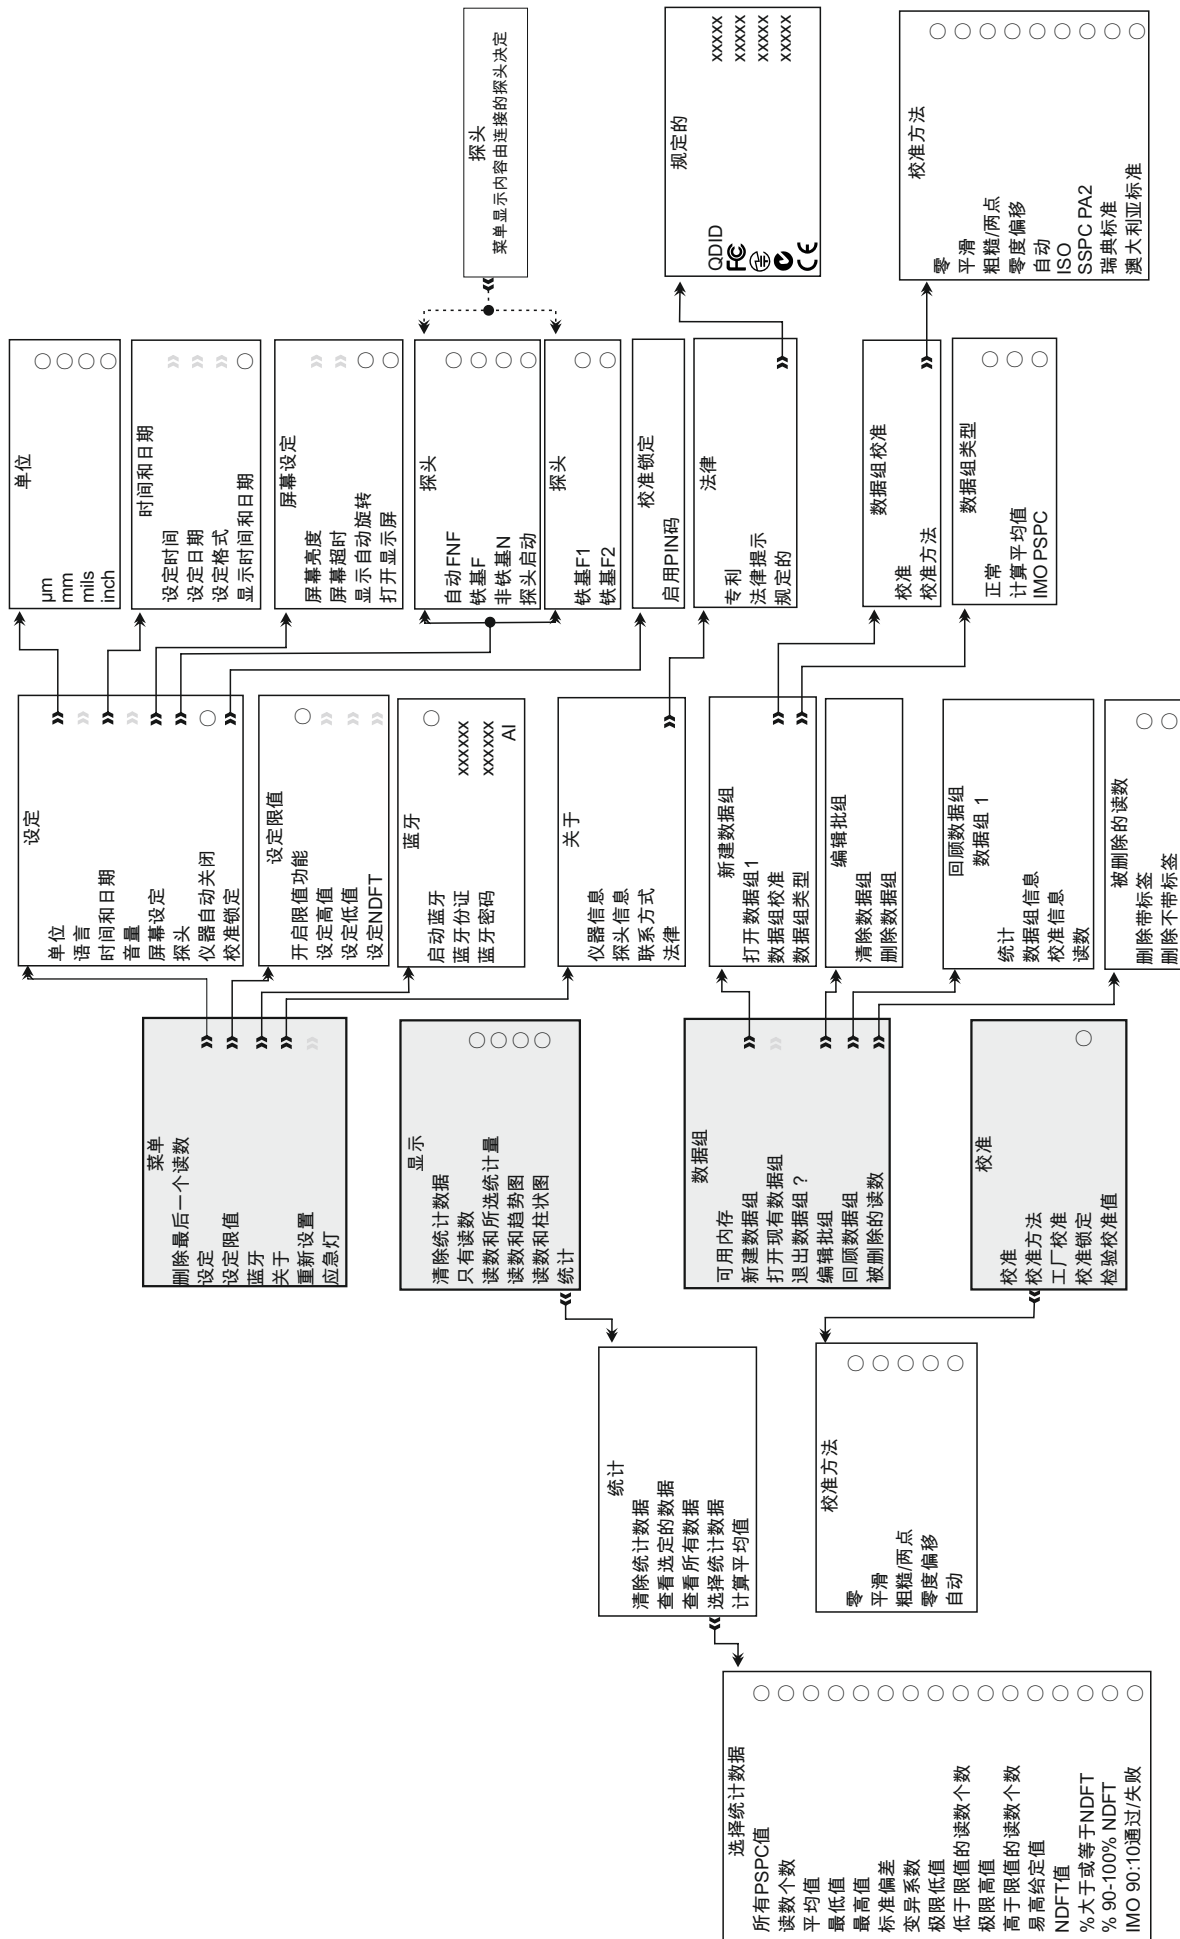 菜单
删除最后一个读数
设定
设定限值
蓝牙
关于
重新设置
应急灯
设定
单位
语言
时间和日期
音量
屏幕设定
探头
仪器自动关闭
校准锁定
单位
µm
mm
mils
inch
时间和日期
设定时间
设定日期
设定格式
显示时间和日期
屏幕设定
屏幕亮度
屏幕超时
显示自动旋转
打开显示屏
探头
自动FNF
铁基F
非铁基N
探头启动
探头
铁基F1
铁基F2
探头
菜单显示内容由连接的探头决定
校准锁定
启用PIN码
设定限值
开启限值功能
设定高值
设定低值
设定NDFT
蓝牙
启动蓝牙
蓝牙份证 xxxxxx
蓝牙密码 xxxxxx
AI
关于
仪器信息
探头信息
联系方式
法律
法律
专利
法律提示
规定的
规定的
QDID xxxxx
FC xxxxx
xxxxx
CE xxxxx
显示
清除统计数据
只有读数
读数和所选统计量
读数和趋势图
读数和柱状图
统计
统计
清除统计数据
查看选定的数据
查看所有数据
选择统计数据
计算平均值
选择统计数据
所有PSPC值
读数个数
平均值
最低值
最高值
标准偏差
变异系数
极限低值
低于限值的读数个数
极限高值
高于限值的读数个数
易高给定值
NDFT值
%大于或等于NDFT
% 90-100% NDFT
IMO 90:10通过/失败
数据组
可用内存
新建数据组
打开现有数据组
退出数据组？
编辑批组
回顾数据组
被删除的读数
新建数据组
打开数据组1
数据组校准
数据组类型
数据组校准
校准
校准方法
校准方法
零
平滑
粗糙/两点
零度偏移
自动
ISO
SSPC PA2
瑞典标准
澳大利亚标准
数据组类型
正常
计算平均值
IMO PSPC
编辑批组
清除数据组
删除数据组
回顾数据组
数据组 1
统计
数据组信息
校准信息
读数
被删除的读数
删除带标签
删除不带标签
校准
校准
校准方法
工厂校准
校准锁定
检验校准值
校准方法
零
平滑
粗糙/两点
零度偏移
自动